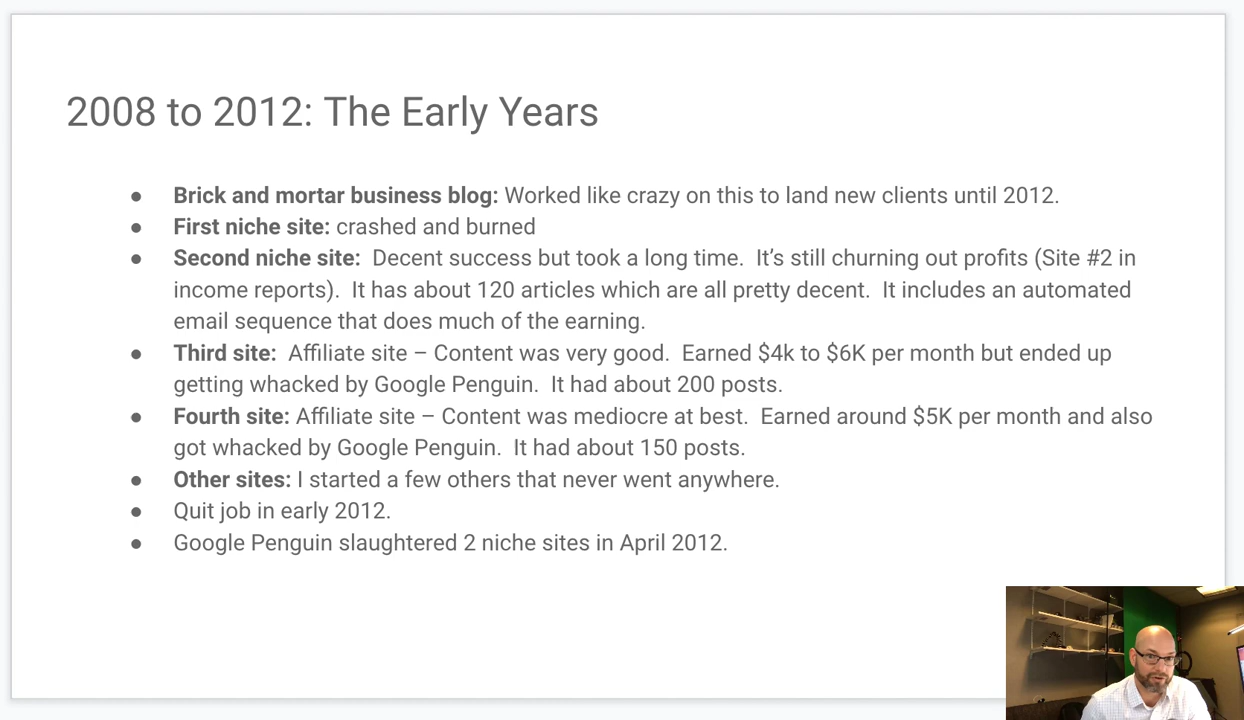 2008 to 2012: The Early Years
● Brick and mortar business blog: Worked like crazy on this to land new clients until 2012.
● First niche site: crashed and burned
● Second niche site:  Decent success but took a long time.  It’s still churning out profits (Site #2 in
income reports).  It has about 120 articles which are all pretty decent.  It includes an automated
email sequence that does much of the earning.
● Third site:  Affiliate site – Content was very good.  Earned $4k to $6K per month but ended up
getting whacked by Google Penguin.  It had about 200 posts.
● Fourth site: Affiliate site – Content was mediocre at best.  Earned around $5K per month and also
got whacked by Google Penguin.  It had about 150 posts.
● Other sites: I started a few others that never went anywhere.
● Quit job in early 2012.
● Google Penguin slaughtered 2 niche sites in April 2012.